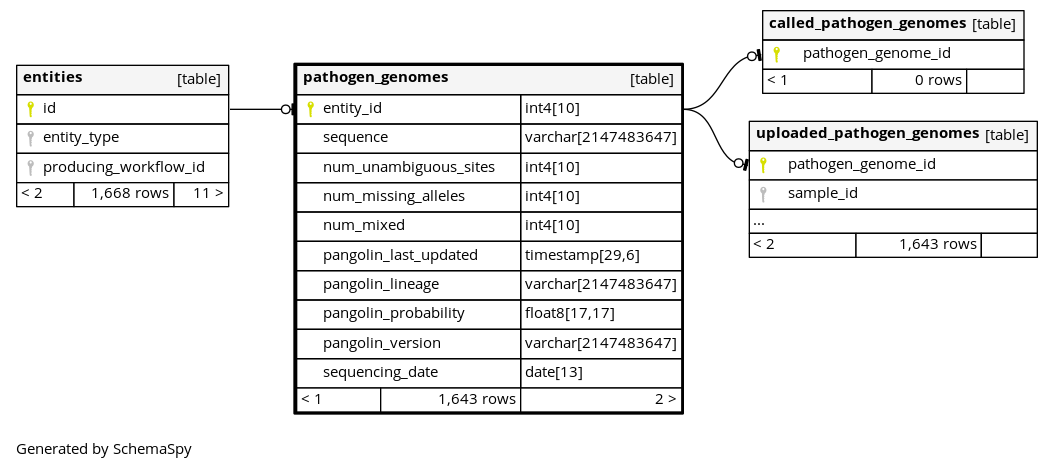 entities [table]
id
entity_type
producing_workflow_id
< 2 1,668 rows 11 >
pathogen_genomes [table]
entity_id int4[10]
sequence varchar[2147483647]
num_unambiguous_sites int4[10]
num_missing_alleles int4[10]
num_mixed int4[10]
pangolin_last_updated timestamp[29,6]
pangolin_lineage varchar[2147483647]
pangolin_probability float8[17,17]
pangolin_version varchar[2147483647]
sequencing_date date[13]
< 1 1,643 rows 2 >
called_pathogen_genomes [table]
pathogen_genome_id
< 1 0 rows
uploaded_pathogen_genomes [table]
pathogen_genome_id
sample_id
...
< 2 1,643 rows
Generated by SchemaSpy